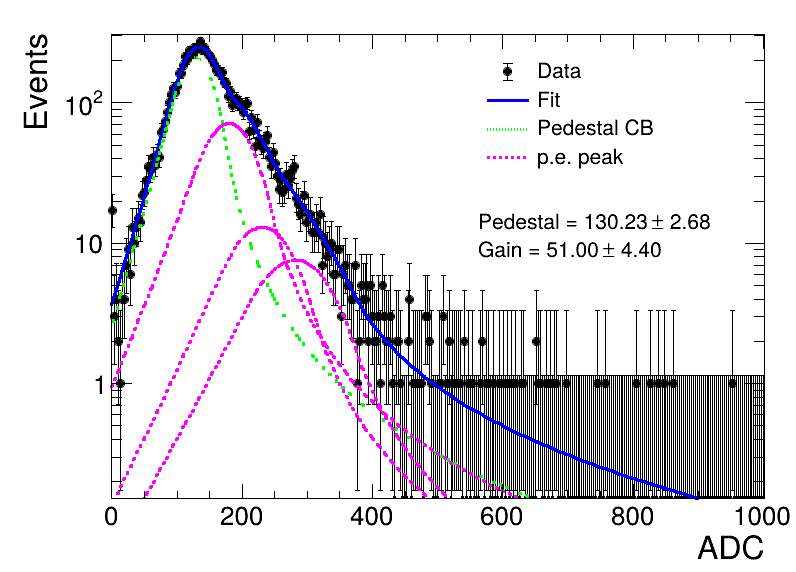 Events
10²
10
1
Data
Fit
Pedestal CB
p.e. peak
Pedestal = 130.23 ± 2.68
Gain = 51.00 ± 4.40
0 200 400 600 800 1000
ADC